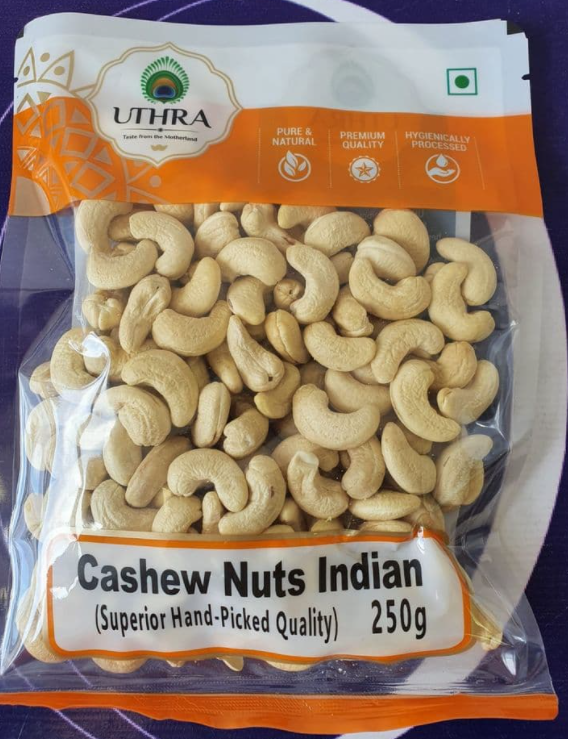 UTHRA
Taste from the Motherland
PURE &
NATURAL
PREMIUM
QUALITY
HYGIENICALLY
PROCESSED
Cashew Nuts Indian
(Superior Hand-Picked Quality) 250g